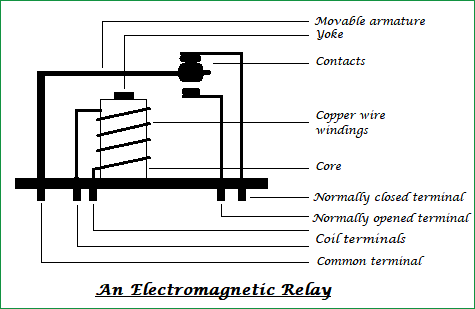 Movable armature
Yoke
Contacts
Copper wire
windings
Core
Normally closed terminal
Normally opened terminal
Coil terminals
Common terminal
An Electromagnetic Relay